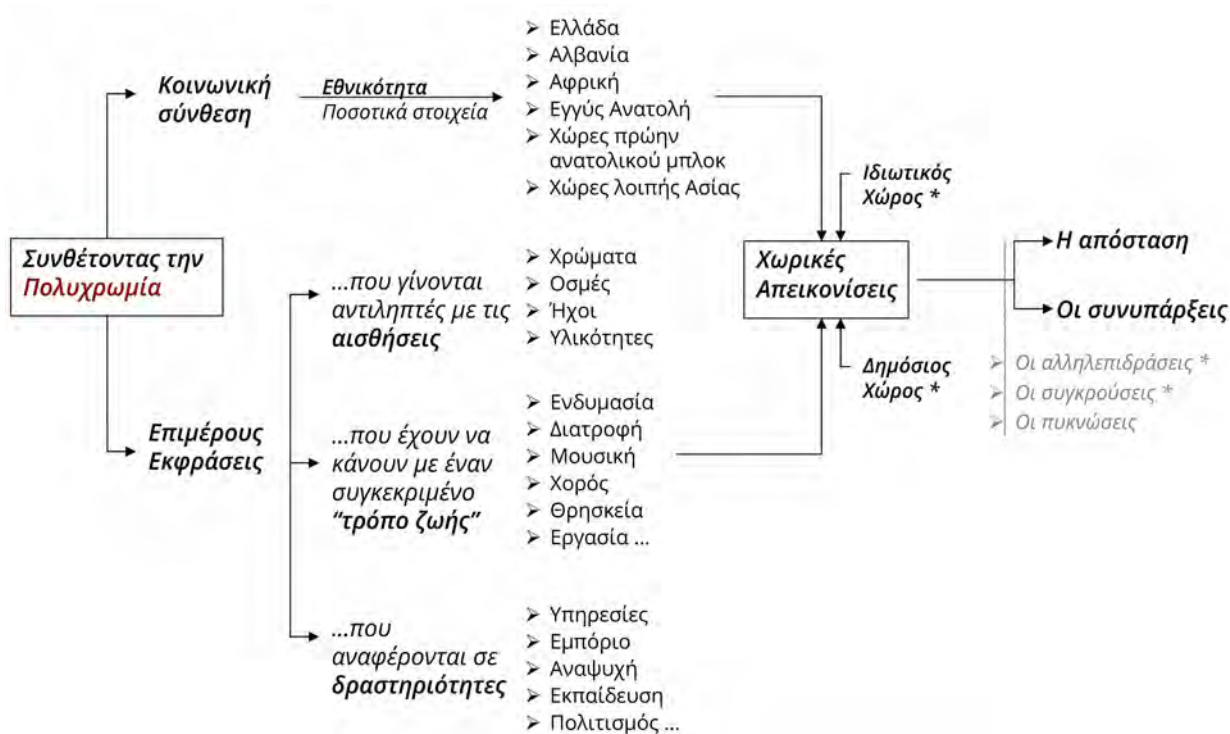 Κοινωνική
σύνθεση
Εθνικότητα
Ποσοτικά στοιχεία
➢ Ελλάδα
➢ Αλβανία
➢ Αφρική
➢ Εγγύς Ανατολή
➢ Χώρες πρώην
ανατολικού μπλοκ
➢ Χώρες λοιπής Ασίας
Συνθέτοντας την
Πολυχρωμία
...που γίνονται
αντιληπτές με τις
αισθήσεις
➢ Χρώματα
➢ Οσμές
➢ Ήχοι
➢ Υλικότητες
Επιμέρους
Εκφράσεις
...που έχουν να
κάνουν με έναν
συγκεκριμένο
“τρόπο ζωής”
➢ Ενδυμασία
➢ Διατροφή
➢ Μουσική
➢ Χορός
➢ Θρησκεία
➢ Εργασία ...
...που
αναφέρονται σε
δραστηριότητες
➢ Υπηρεσίες
➢ Εμπόριο
➢ Αναψυχή
➢ Εκπαίδευση
➢ Πολιτισμός ...
Ιδιωτικός
Χώρος *
Χωρικές
Απεικονίσεις
Δημόσιος
Χώρος *
Η απόσταση
Οι συνυπάρξεις
➢ Οι αλληλεπιδράσεις *
➢ Οι συγκρούσεις *
➢ Οι πυκνώσεις